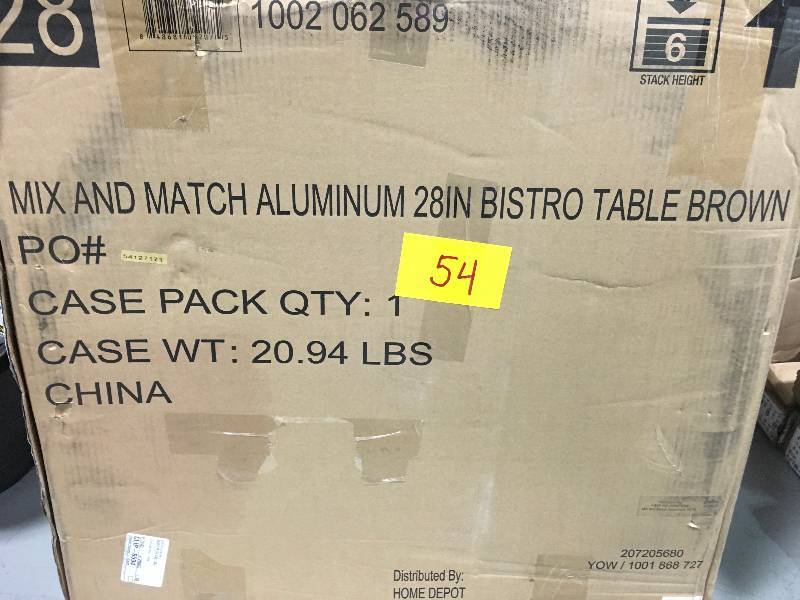 28
1002 062 589
6
STACK HEIGHT
MIX AND MATCH ALUMINUM 28IN BISTRO TABLE BROWN
PO# 54127121
54
CASE PACK QTY: 1
CASE WT: 20.94 LBS
CHINA
207205680
YOW / 1001 868 727
Distributed By:
HOME DEPOT